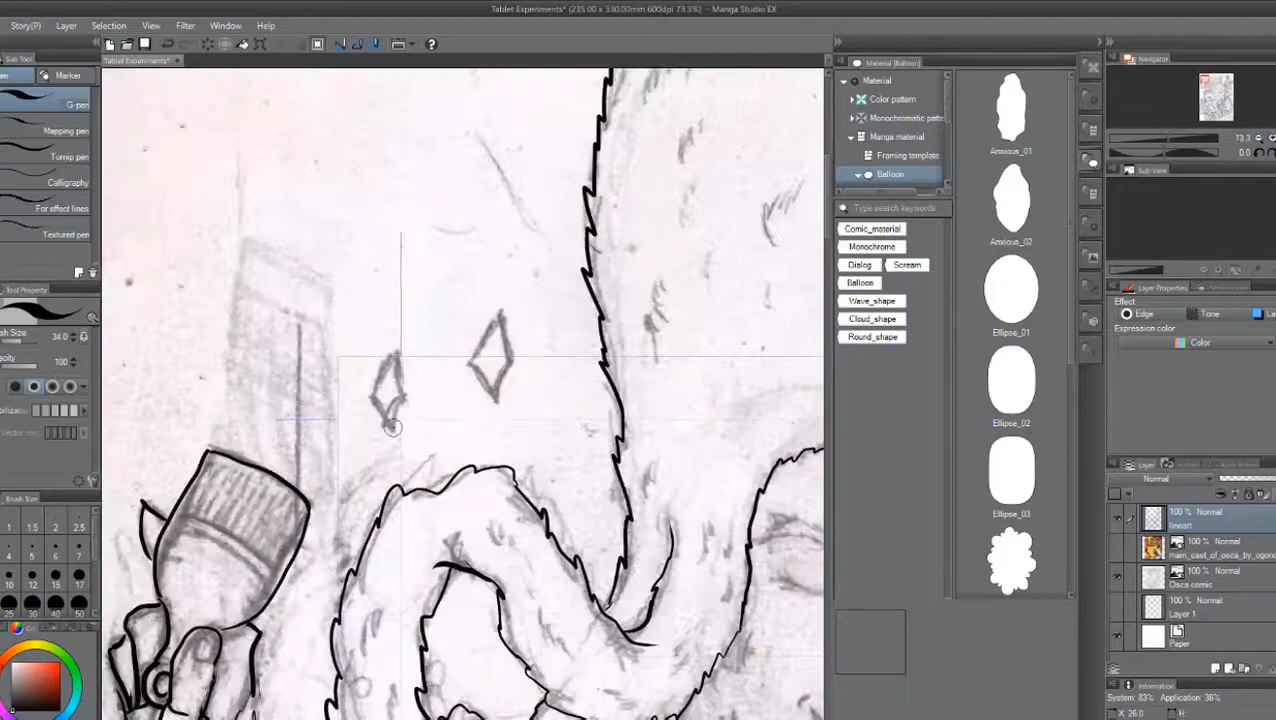 Tablet Experiments* (235.00 x 330.00mm 600dpi 73.3%) - Manga Studio EX
Story(P) Layer Selection View Filter Window Help
Sub Tool
Tablet Experiments*
Marker
G-pen
Mapping pen
Turnip pen
Calligraphy
For effect lines
Textured pen
Tool Property
Size 34.0
100
Brush Size
1 1.5 2 2.5
4 5 6 7
10 12 15 17
25 30 40 50
Material [Balloon]
Material
Color pattern
Monochromatic
Manga material
Framing template
Balloon
Type search keywords
Comic_material
Monochrome
Dialog Scream
Balloon
Wave_shape
Cloud_shape
Round_shape
Anxious_01
Anxious_02
Ellipse_01
Ellipse_02
Ellipse_03
Navigator
73.3
0.0
Sub View
Layer Property
Effect
Edge Tone
Expression color
Color
Layer
Normal
100 % Normal
lineart
100 % Normal
100 % Normal
Osca comic
100 % Normal
Layer 1
Paper
Information
System: 83% Application: 36%
X 26.0 H: